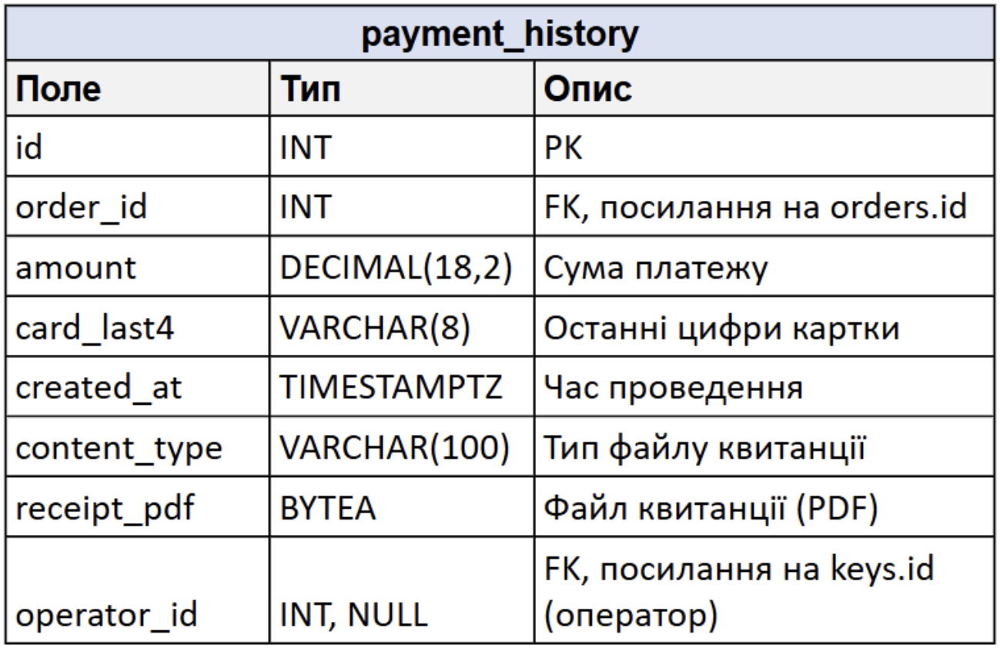 payment_history
Поле Тип Опис
id INT PK
order_id INT FK, посилання на orders.id
amount DECIMAL(18,2) Сума платежу
card_last4 VARCHAR(8) Останні цифри картки
created_at TIMESTAMPTZ Час проведення
content_type VARCHAR(100) Тип файлу квитанції
receipt_pdf BYTEA Файл квитанції (PDF)
FK, посилання на keys.id
operator_id INT, NULL (оператор)